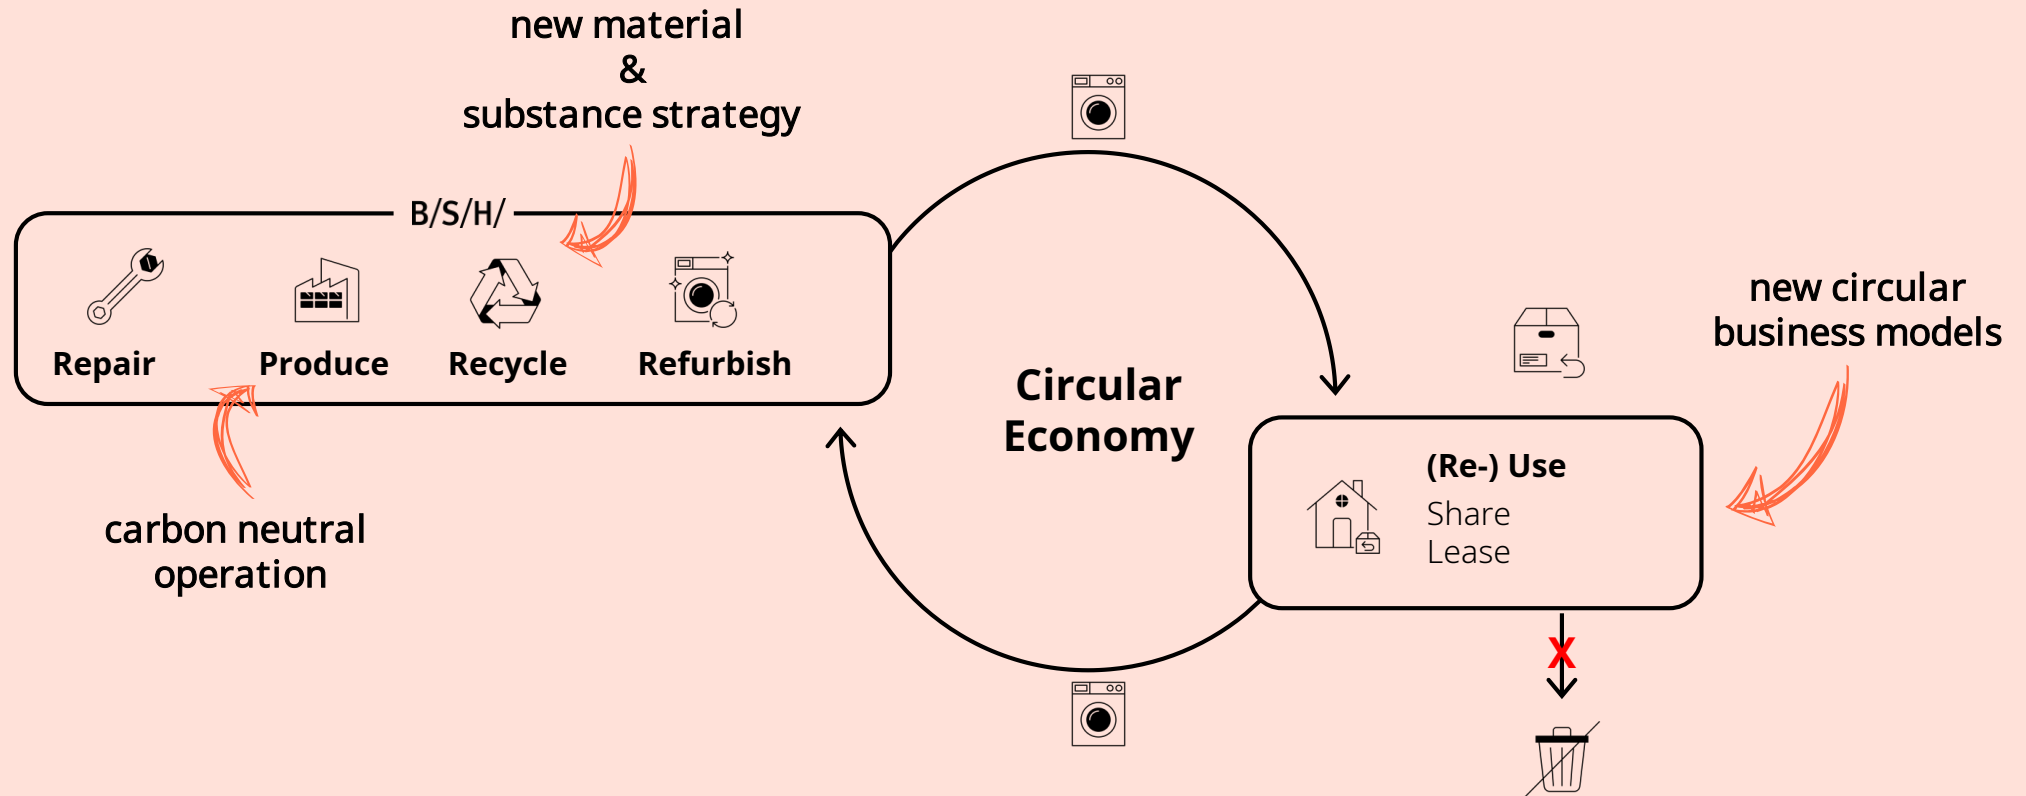 new material
&
substance strategy
B/S/H/
Repair
Produce
Recycle
Refurbish
carbon neutral
operation
Circular
Economy
new circular
business models
(Re-) Use
Share
Lease
X